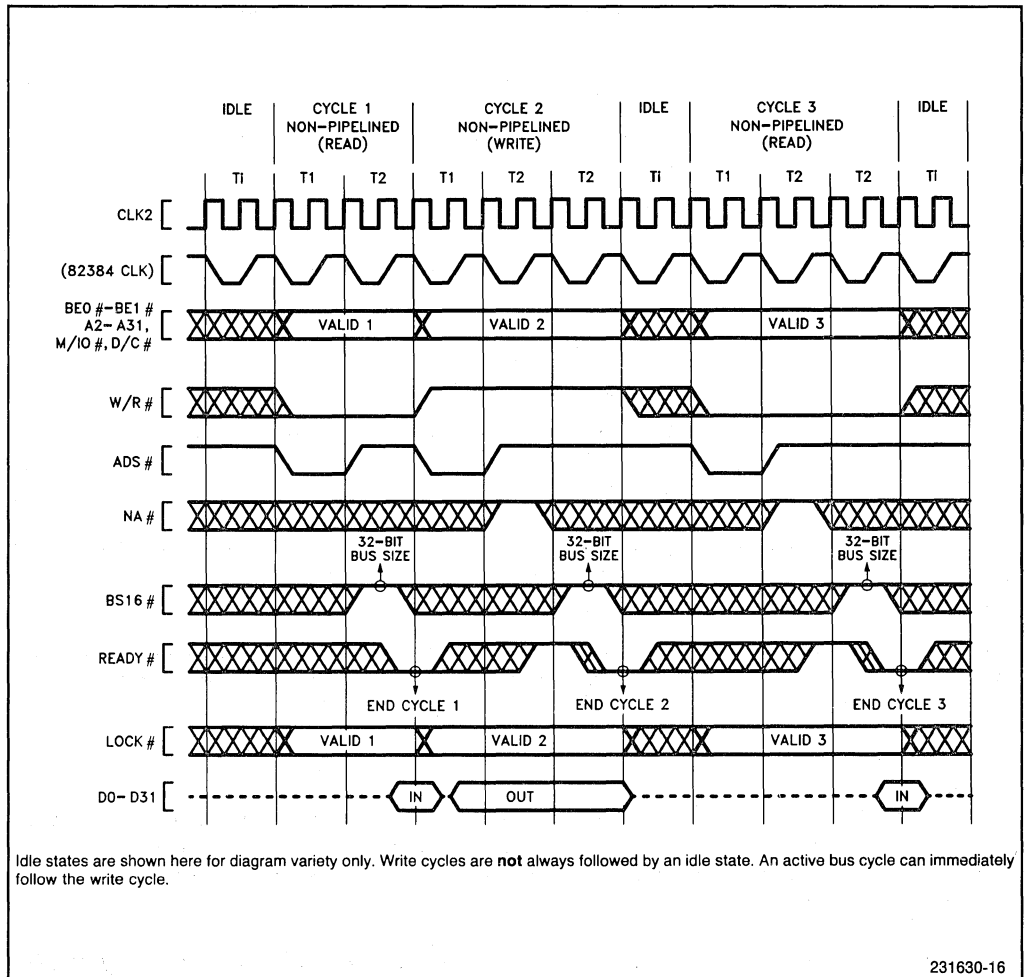 IDLE
CYCLE 1
NON-PIPELINED
(READ)
CYCLE 2
NON-PIPELINED
(WRITE)
IDLE
CYCLE 3
NON-PIPELINED
(READ)
IDLE
Ti T1 T2 T1 T2 T2 Ti T1 T2 T2 Ti
CLK2
(82384 CLK)
BE0 #-BE1 #
A2-A31,
M/IO #, D/C #
VALID 1 VALID 2 VALID 3
W/R #
ADS #
NA #
32-BIT
BUS SIZE
32-BIT
BUS SIZE
32-BIT
BUS SIZE
BS16 #
READY #
END CYCLE 1 END CYCLE 2 END CYCLE 3
LOCK # VALID 1 VALID 2 VALID 3
D0-D31 IN OUT IN
Idle states are shown here for diagram variety only. Write cycles are not always followed by an idle state. An active bus cycle can immediately
follow the write cycle.
231630-16